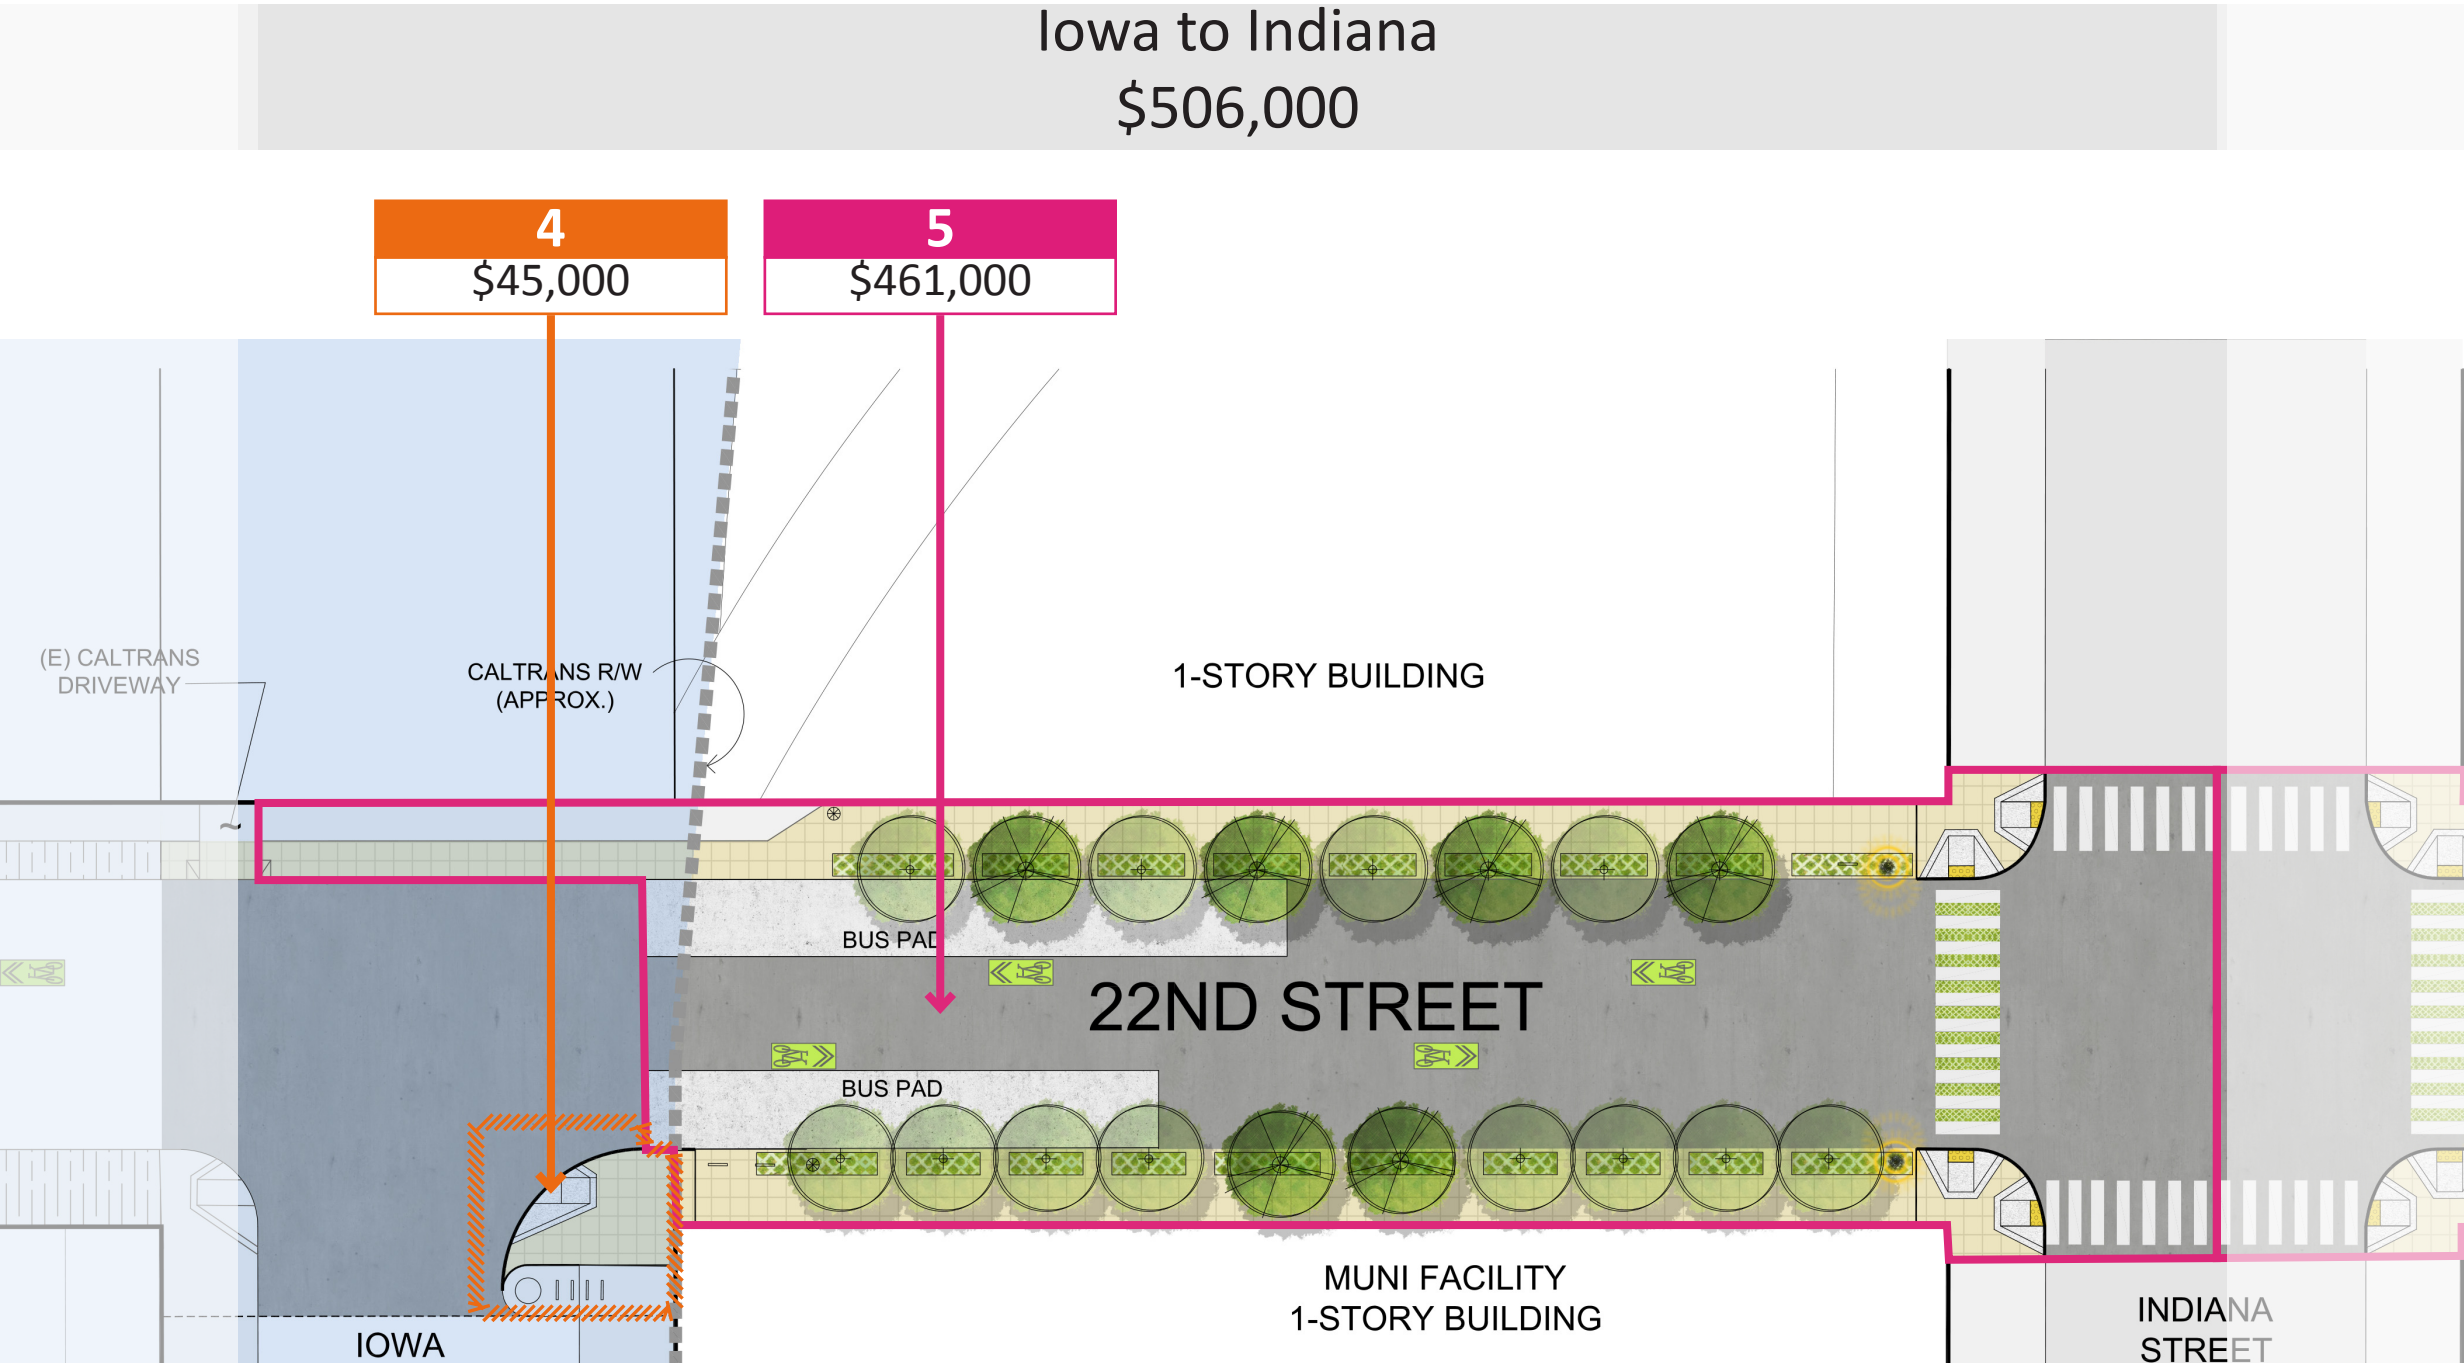 Iowa to Indiana
$506,000
4
$45,000
5
$461,000
(E) CALTRANS
DRIVEWAY
CALTRANS R/W
(APPROX.)
1-STORY BUILDING
~
BUS PAD
22ND STREET
BUS PAD
MUNI FACILITY
1-STORY BUILDING
IOWA
INDIANA
STREET